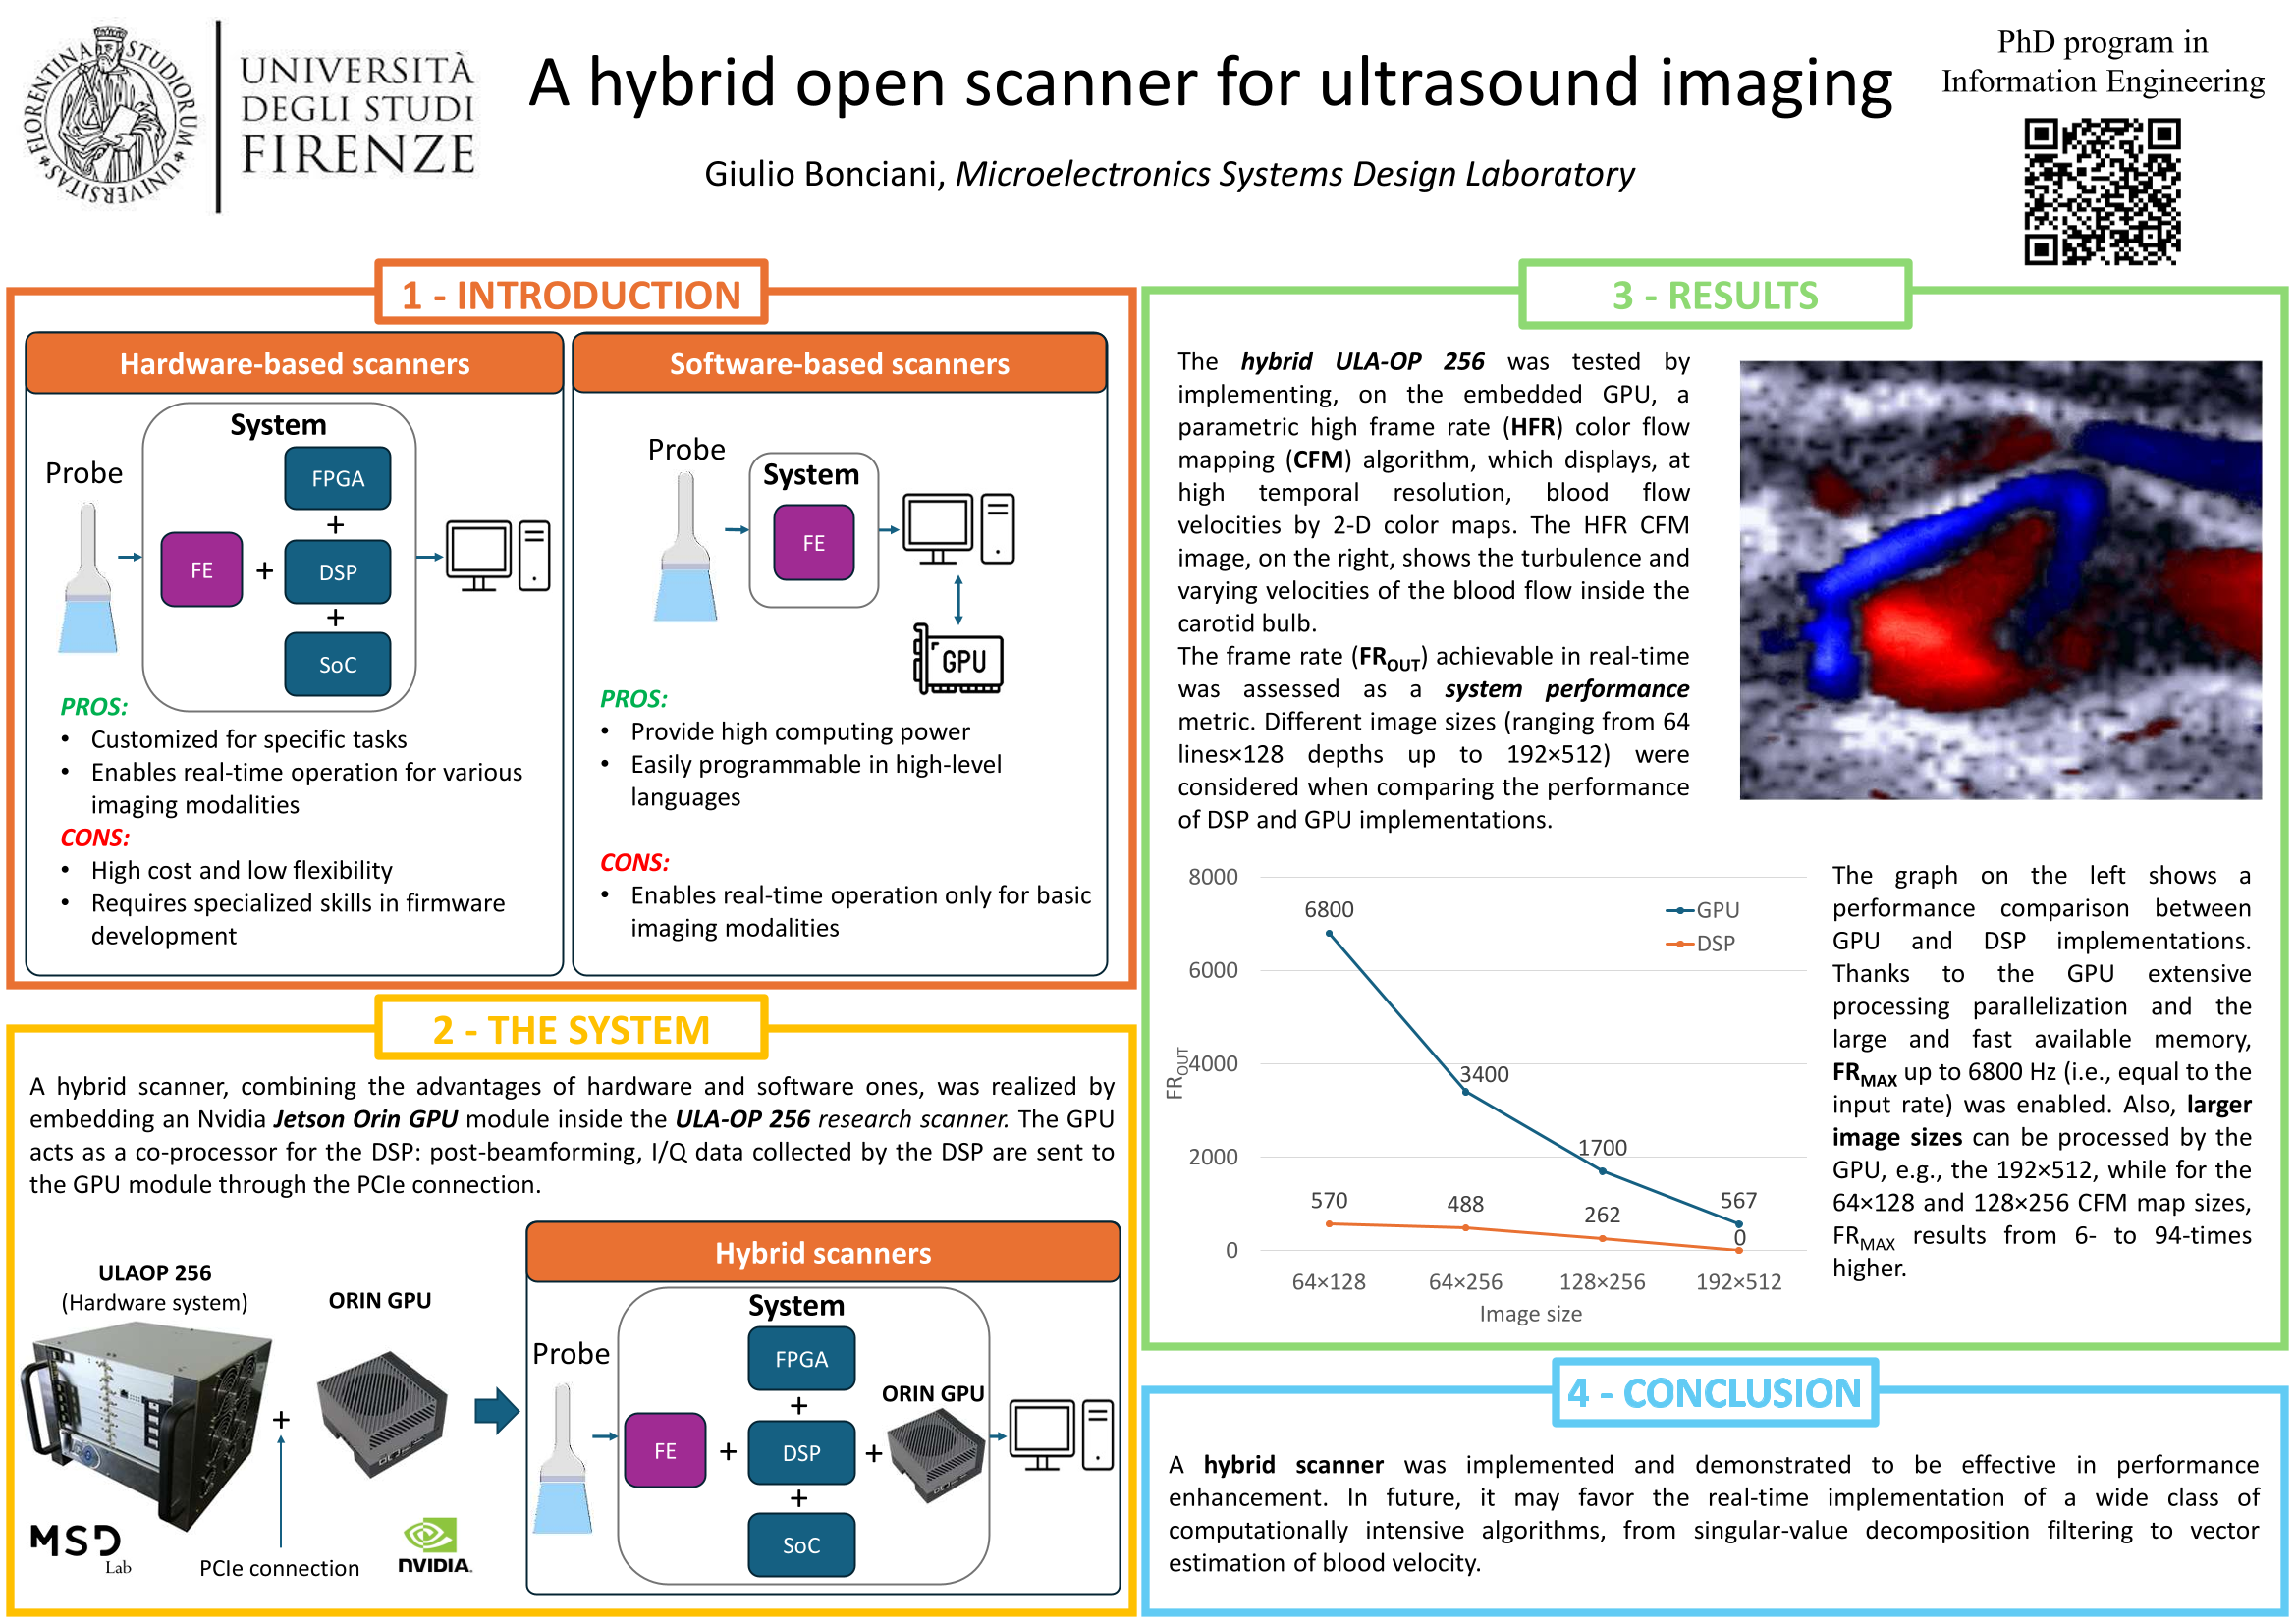 FLORENTINA STUDIORUM UNIVERSITAS
UNIVERSITÀ
DEGLI STUDI
FIRENZE
A hybrid open scanner for ultrasound imaging
Giulio Bonciani, Microelectronics Systems Design Laboratory
PhD program in
Information Engineering
1 - INTRODUCTION
Hardware-based scanners
System
Probe
FPGA
+
FE
+
DSP
+
SoC
PROS:
• Customized for specific tasks
• Enables real-time operation for various
imaging modalities
CONS:
• High cost and low flexibility
• Requires specialized skills in firmware
development
Software-based scanners
Probe
System
FE
GPU
PROS:
• Provide high computing power
• Easily programmable in high-level
languages
CONS:
• Enables real-time operation only for basic
imaging modalities
2 - THE SYSTEM
A hybrid scanner, combining the advantages of hardware and software ones, was realized by
embedding an Nvidia Jetson Orin GPU module inside the ULA-OP 256 research scanner. The GPU
acts as a co-processor for the DSP: post-beamforming, I/Q data collected by the DSP are sent to
the GPU module through the PCIe connection.
ULAOP 256
(Hardware system)
ORIN GPU
+
MSD
Lab
PCIe connection
NVIDIA.
Hybrid scanners
System
Probe
FPGA
+
ORIN GPU
FE
+
DSP
+
+
SoC
3 - RESULTS
The hybrid ULA-OP 256 was tested by
implementing, on the embedded GPU, a
parametric high frame rate (HFR) color flow
mapping (CFM) algorithm, which displays, at
high temporal resolution, blood flow
velocities by 2-D color maps. The HFR CFM
image, on the right, shows the turbulence and
varying velocities of the blood flow inside the
carotid bulb.
The frame rate (FROUT) achievable in real-time
was assessed as a system performance
metric. Different image sizes (ranging from 64
lines×128 depths up to 192×512) were
considered when comparing the performance
of DSP and GPU implementations.
8000
6000
4000
2000
0
FROUT
6800
3400
1700
567
570
488
262
0
GPU
DSP
64×128
64×256
128×256
192×512
Image size
The graph on the left shows a
performance comparison between
GPU and DSP implementations.
Thanks to the GPU extensive
processing parallelization and the
large and fast available memory,
FRMAX up to 6800 Hz (i.e., equal to the
input rate) was enabled. Also, larger
image sizes can be processed by the
GPU, e.g., the 192×512, while for the
64×128 and 128×256 CFM map sizes,
FRMAX results from 6- to 94-times
higher.
4 - CONCLUSION
A hybrid scanner was implemented and demonstrated to be effective in performance
enhancement. In future, it may favor the real-time implementation of a wide class of
computationally intensive algorithms, from singular-value decomposition filtering to vector
estimation of blood velocity.